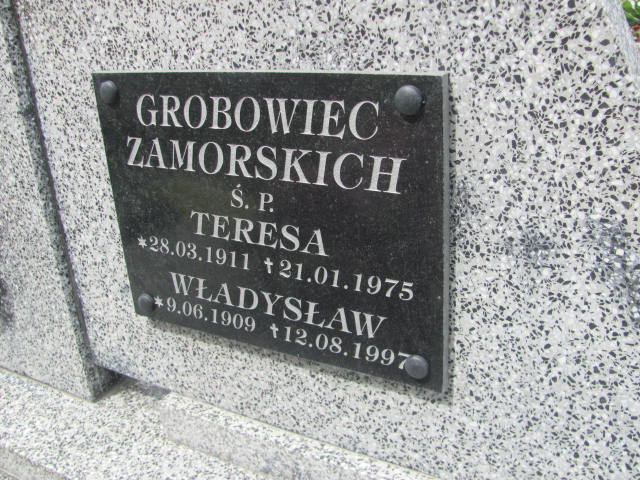 GROBOWIEC
ZAMORSKICH
Ś. P.
TERESA
*28.03.1911 †21.01.1975
WŁADYSŁAW
*9.06.1909 †12.08.1997